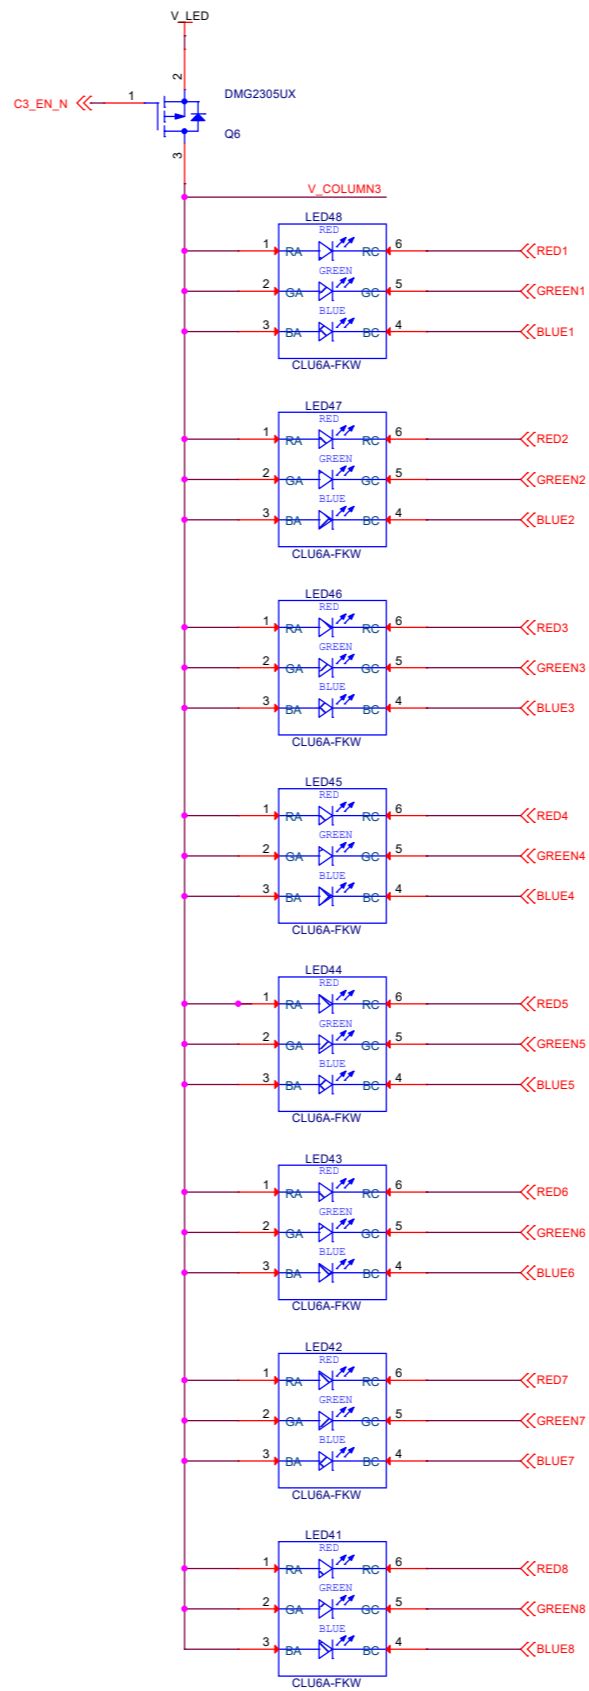 V_LED
2
DMG2305UX
1
C3_EN_N
Q6
3
V_COLUMN3
LED48
RED
1 RA RC 6 RED1
GREEN
2 GA GC 5 GREEN1
BLUE
3 BA BC 4 BLUE1
CLU6A-FKW
LED47
RED
1 RA RC 6 RED2
GREEN
2 GA GC 5 GREEN2
BLUE
3 BA BC 4 BLUE2
CLU6A-FKW
LED46
RED
1 RA RC 6 RED3
GREEN
2 GA GC 5 GREEN3
BLUE
3 BA BC 4 BLUE3
CLU6A-FKW
LED45
RED
1 RA RC 6 RED4
GREEN
2 GA GC 5 GREEN4
BLUE
3 BA BC 4 BLUE4
CLU6A-FKW
LED44
RED
1 RA RC 6 RED5
GREEN
2 GA GC 5 GREEN5
BLUE
3 BA BC 4 BLUE5
CLU6A-FKW
LED43
RED
1 RA RC 6 RED6
GREEN
2 GA GC 5 GREEN6
BLUE
3 BA BC 4 BLUE6
CLU6A-FKW
LED42
RED
1 RA RC 6 RED7
GREEN
2 GA GC 5 GREEN7
BLUE
3 BA BC 4 BLUE7
CLU6A-FKW
LED41
RED
1 RA RC 6 RED8
GREEN
2 GA GC 5 GREEN8
BLUE
3 BA BC 4 BLUE8
CLU6A-FKW